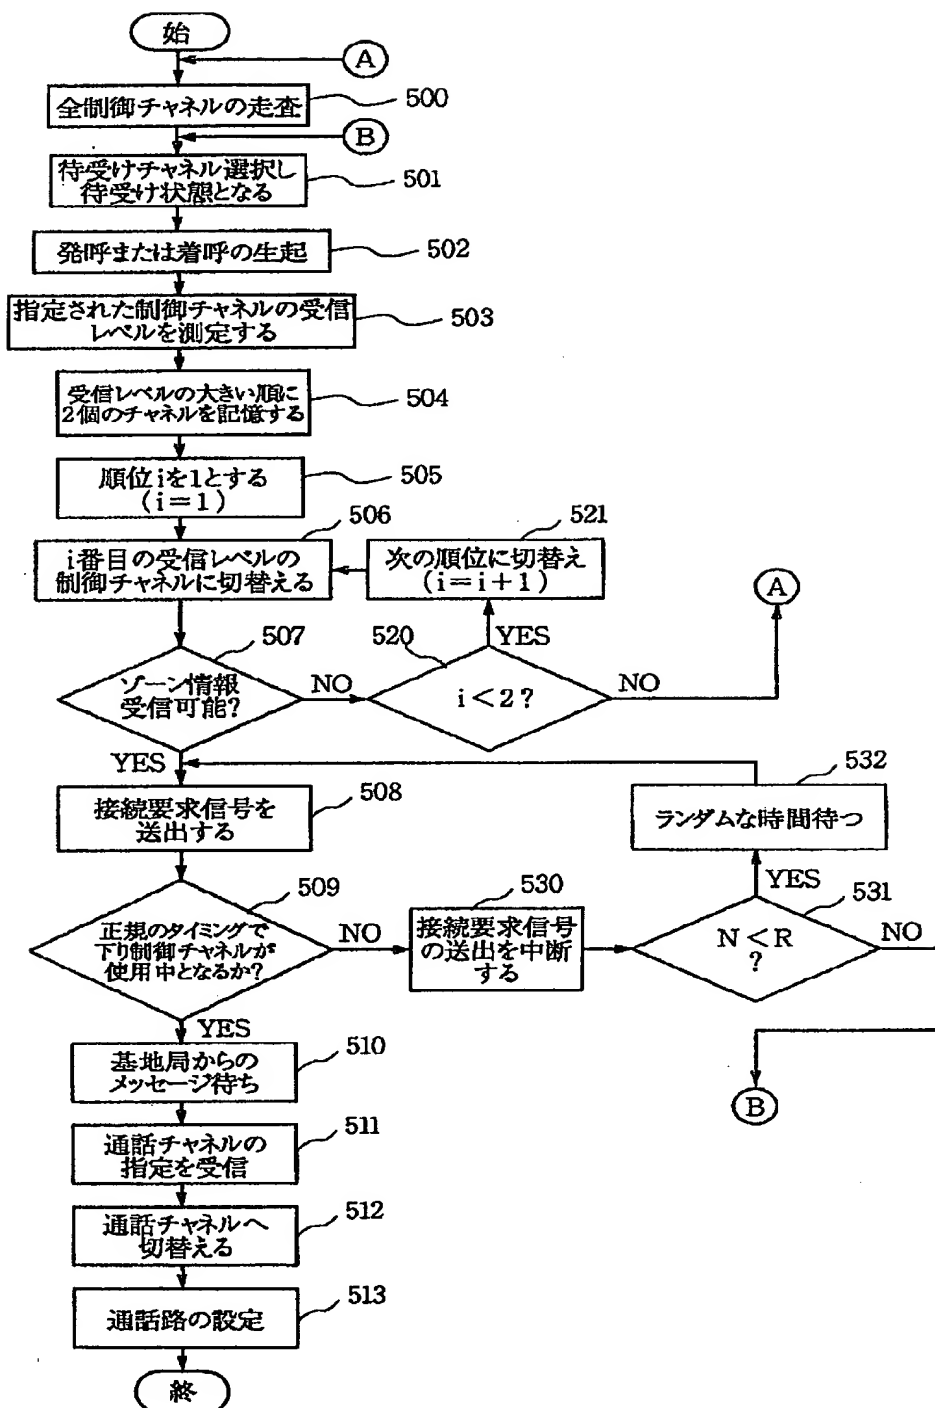 始
A
全制御チャネルの走査
500
B
待受けチャネル選択し
待受け状態となる
501
発呼または着呼の生起
502
指定された制御チャネルの受信
レベルを測定する
503
受信レベルの大きい順に
2個のチャネルを記憶する
504
順位iを1とする
(i=1)
505
506
i番目の受信レベルの
制御チャネルに切替える
521
次の順位に切替え
(i=i+1)
A
507
ゾーン情報
受信可能?
NO
YES
520
i<2?
YES
NO
508
接続要求信号を
送出する
532
ランダムな時間待つ
509
正規のタイミングで
下り制御チャネルが
使用中となるか?
NO
YES
530
接続要求信号
の送出を中断
する
YES
531
N<R
?
NO
B
510
基地局からの
メッセージ待ち
511
通話チャネルの
指定を受信
512
通話チャネルへ
切替える
513
通話路の設定
終